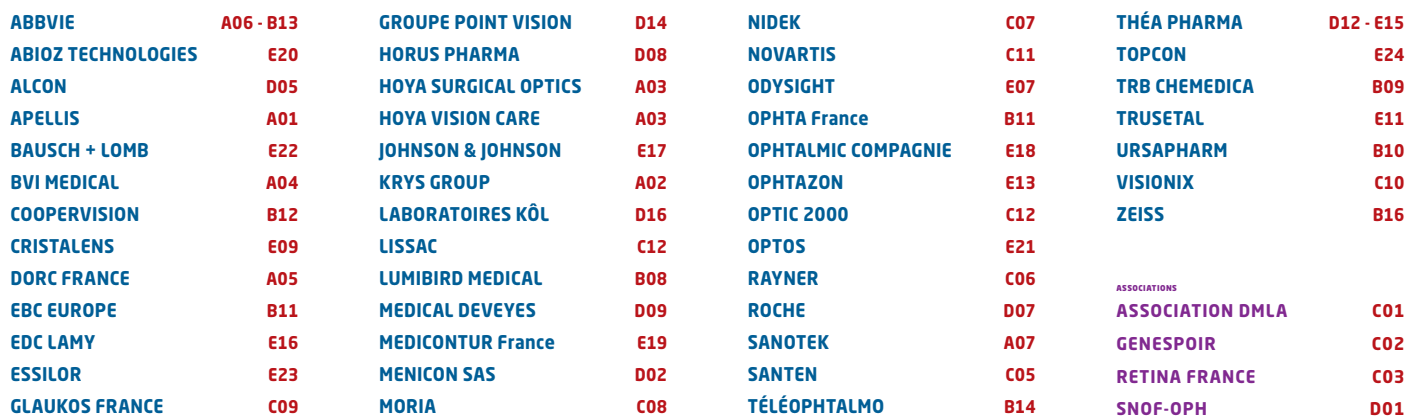 ABBVIE A06 - B13
ABIOZ TECHNOLOGIES E20
ALCON D05
APELLIS A01
BAUSCH + LOMB E22
BVI MEDICAL A04
COOPERVISION B12
CRISTALENS E09
DORC FRANCE A05
EBC EUROPE B11
EDC LAMY E16
ESSILOR E23
GLAUKOS FRANCE C09
GROUPE POINT VISION D14
HORUS PHARMA D08
HOYA SURGICAL OPTICS A03
HOYA VISION CARE A03
JOHNSON & JOHNSON E17
KRYS GROUP A02
LABORATOIRES KÔL D16
LISSAC C12
LUMIBIRD MEDICAL B08
MEDICAL DEVEYES D09
MEDICONTUR France E19
MENICON SAS D02
MORIA C08
NIDEK C07
NOVARTIS C11
ODYSIGHT E07
OPHTA France B11
OPHTALMIC COMPAGNIE E18
OPHTAZON E13
OPTIC 2000 C12
OPTOS E21
RAYNER C06
ROCHE D07
SANOTEK A07
SANTEN C05
TÉLÉOPHTALMO B14
THÉA PHARMA D12 - E15
TOPCON E24
TRB CHEMEDICA B09
TRUSETAL E11
URSAPHARM B10
VISIONIX C10
ZEISS B16
ASSOCIATIONS
ASSOCIATION DMLA C01
GENESPOIR C02
RETINA FRANCE C03
SNOF-OPH D01